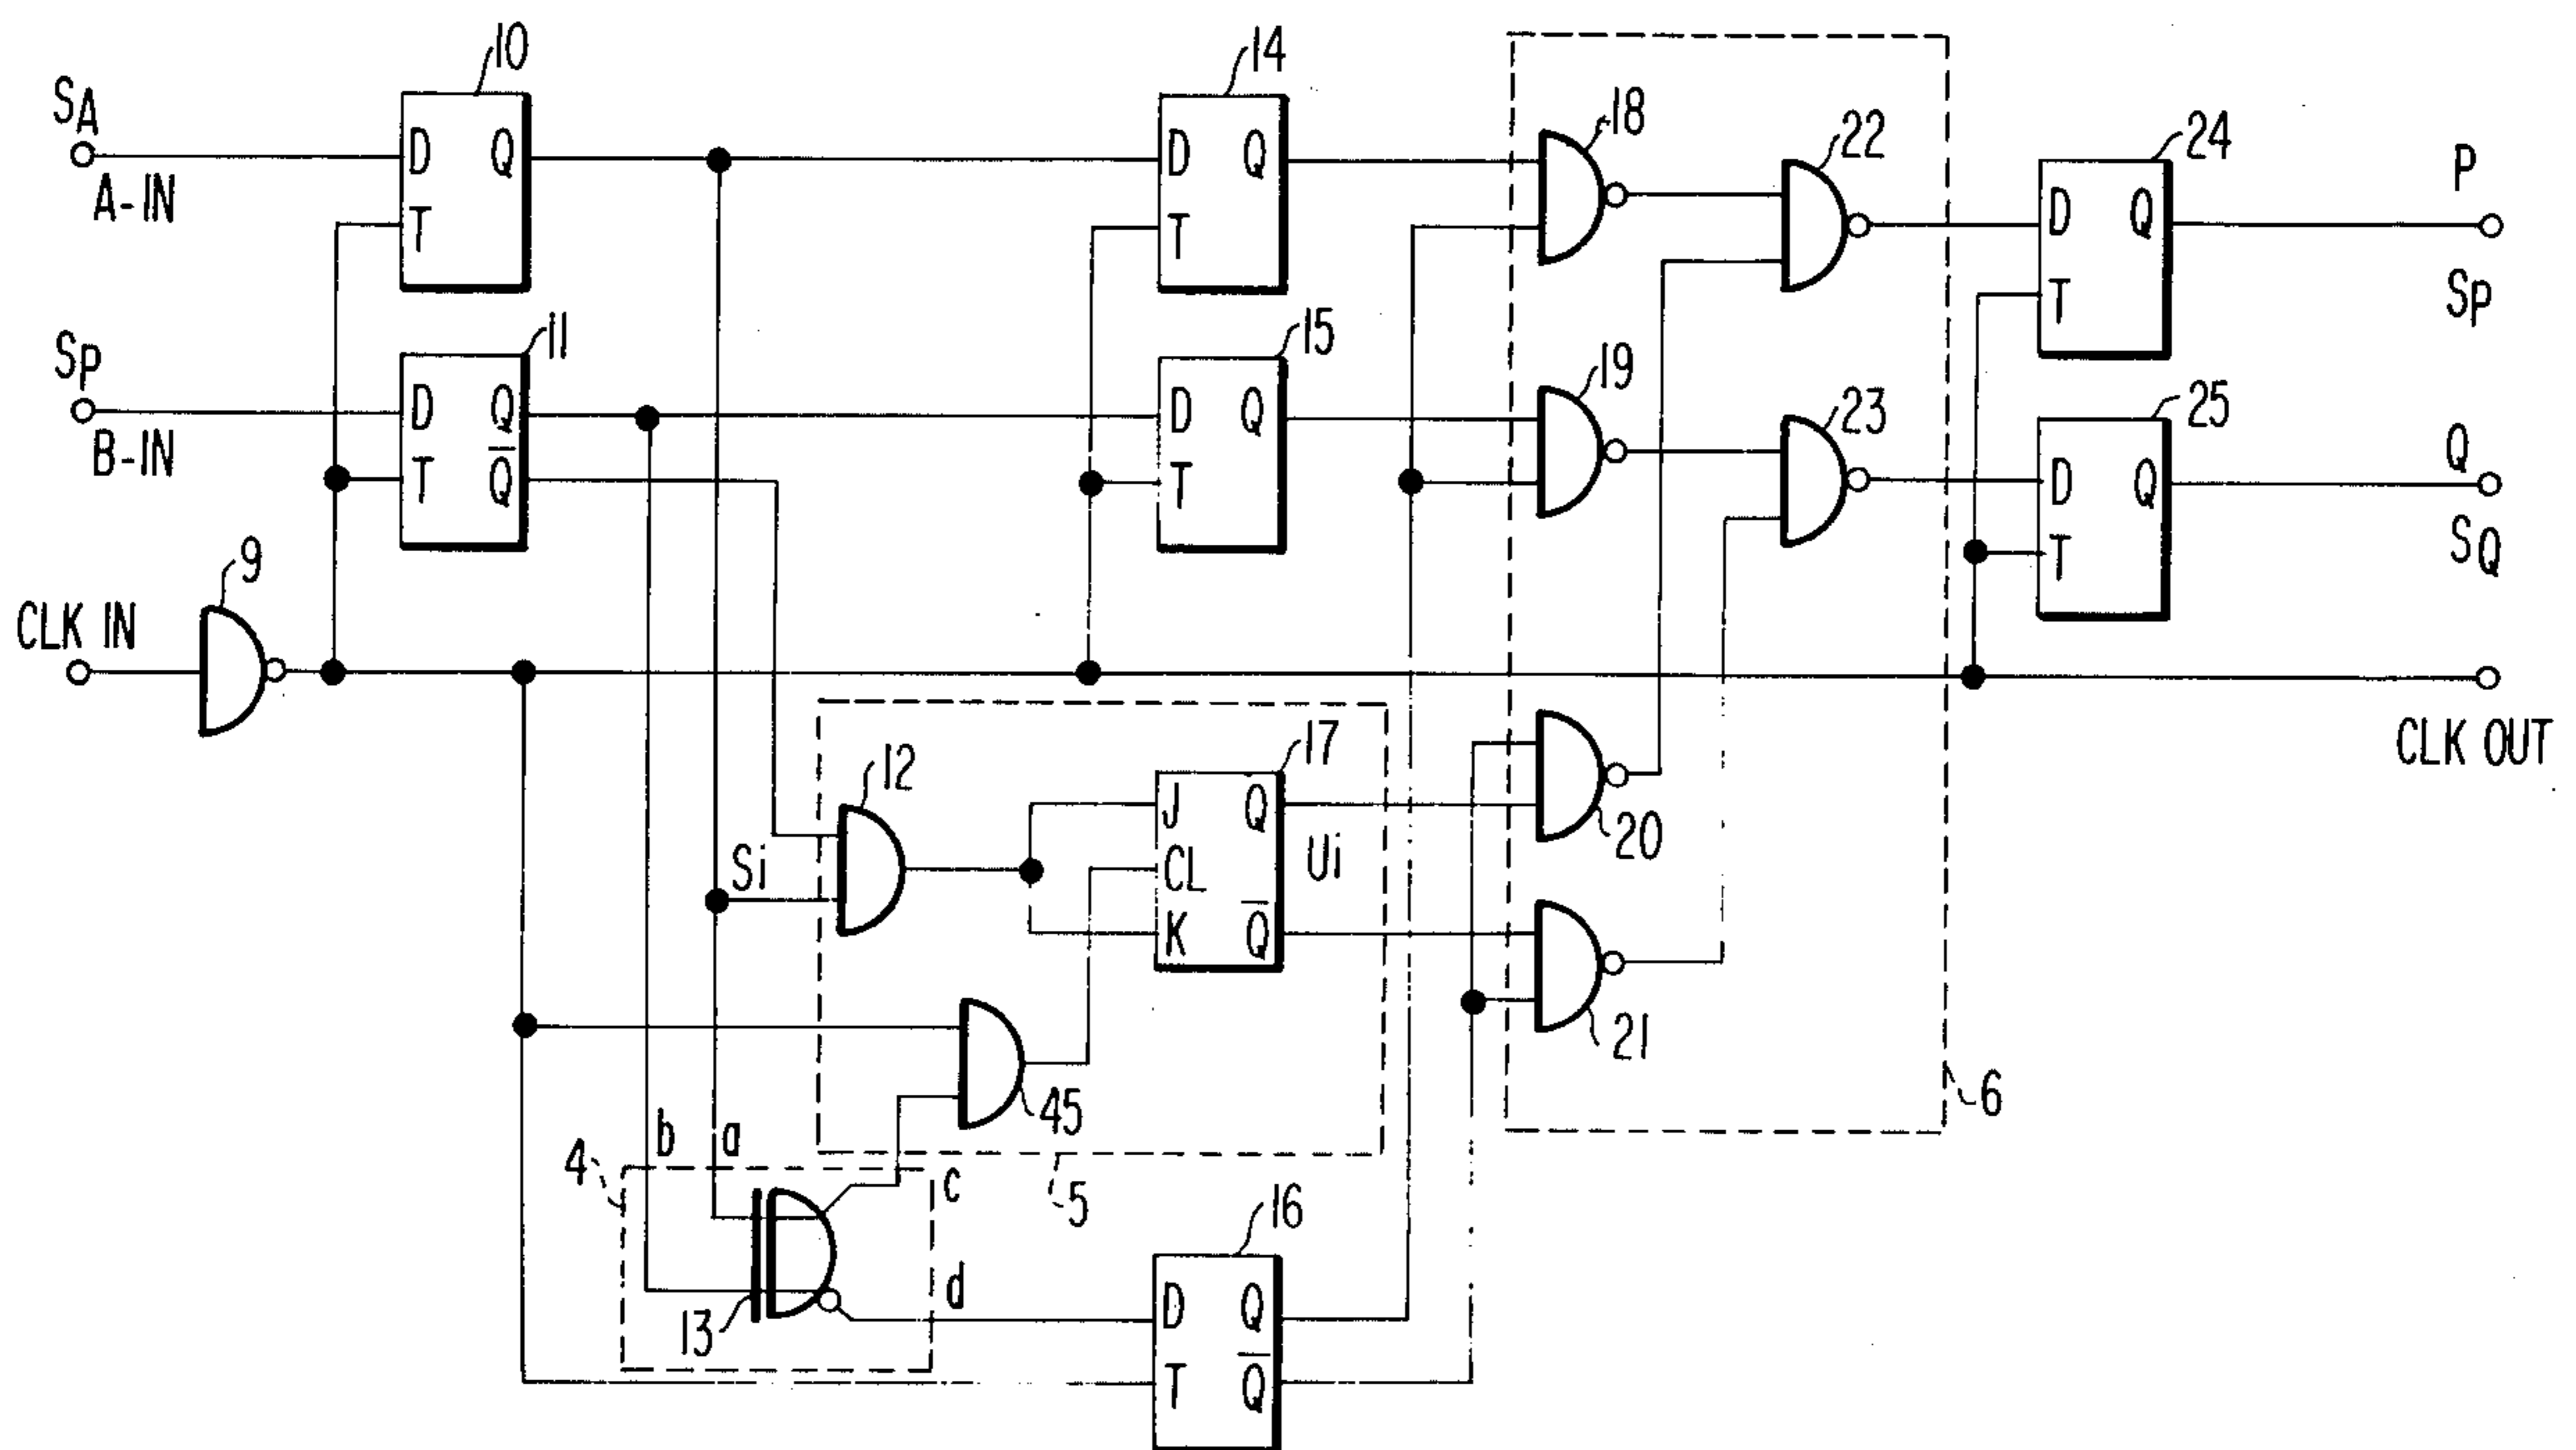 10
14
SA
D Q
D Q
18
22
24
P
A-IN
T
T
D Q
SP
T
SP
11
15
19
23
25
Q
D Q
D Q
B-IN
T Q
T
D Q
SQ
T
9
CLK IN
CLK OUT
12
17
J Q
Si
CL
Ui
K Q
20
21
45
6
b a
4
c
5
16
13
d
D Q
T Q